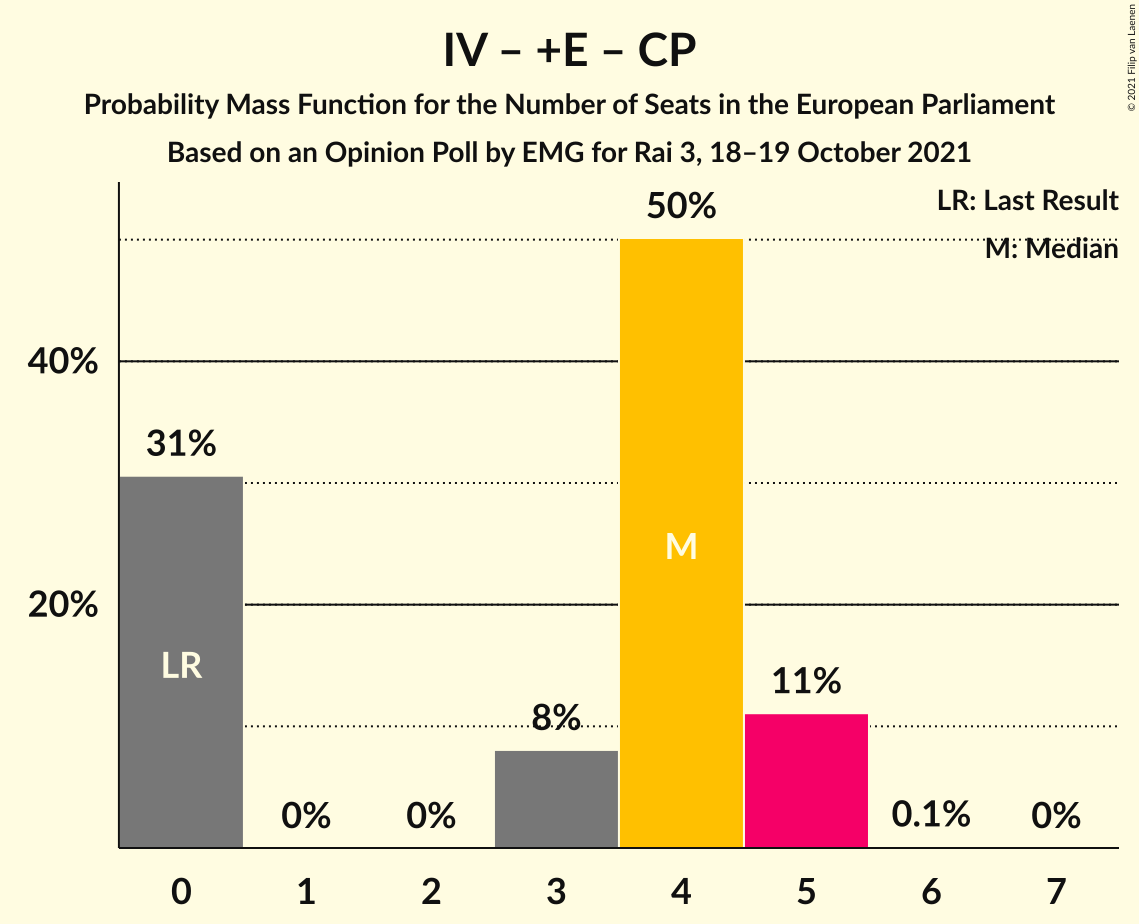 IV – +E – CP
Probability Mass Function for the Number of Seats in the European Parliament
Based on an Opinion Poll by EMG for Rai 3, 18–19 October 2021
© 2021 Filip van Laenen
LR: Last Result
M: Median
50%
40%
31%
M
20%
LR
11%
8%
0%
0%
0.1%
0%
0 1 2 3 4 5 6 7